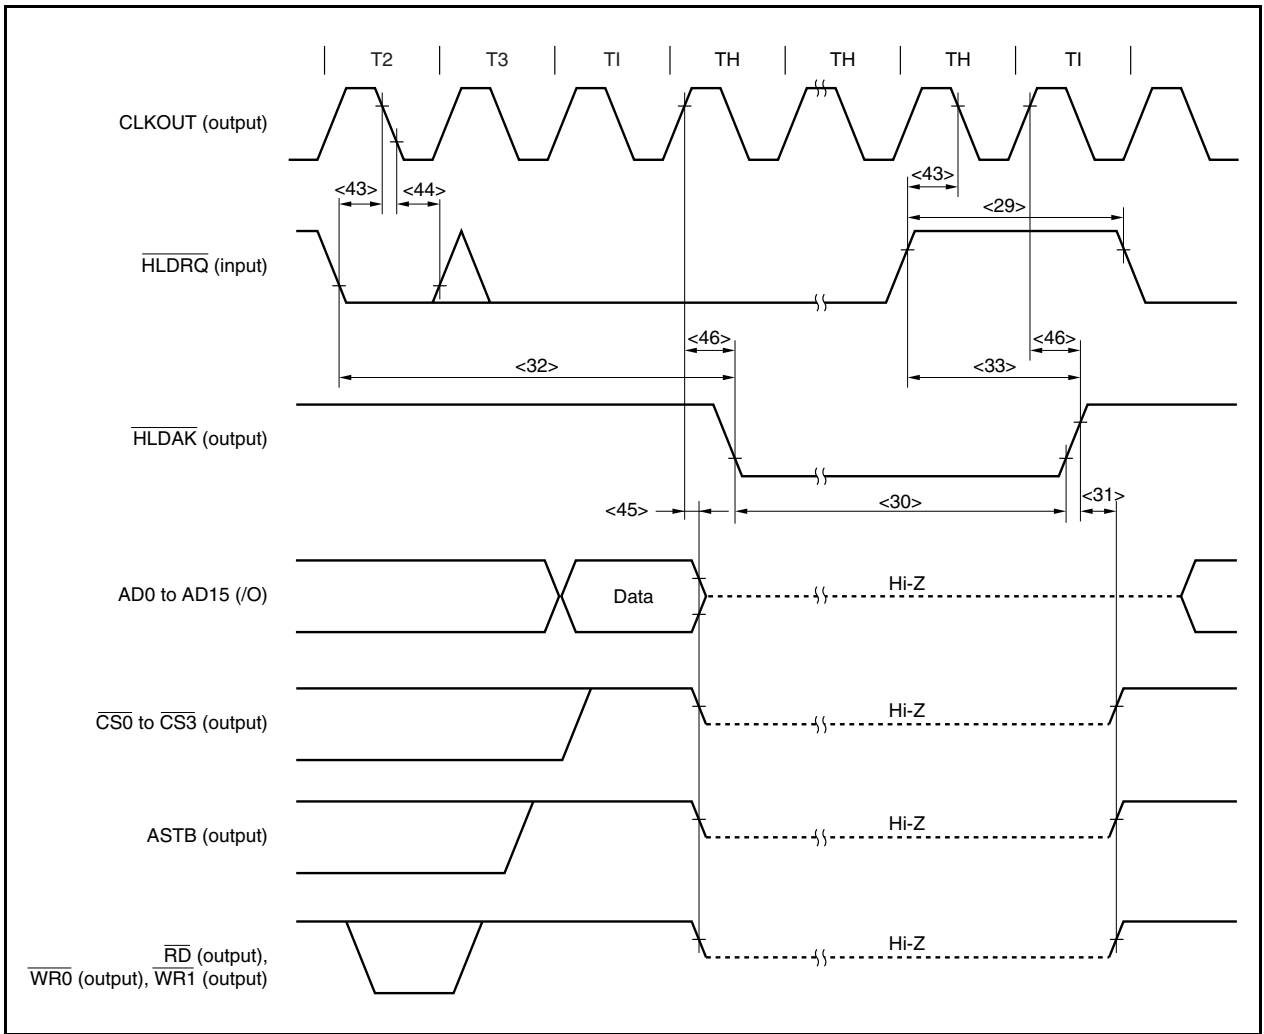 T2 T3 TI TH TH TH TI
CLKOUT (output)
<43> <44> <43>
<29>
HLDRQ (input)
<46> <46>
<32> <33>
HLDAK (output)
<31>
<45> <30>
AD0 to AD15 (/O) Data Hi-Z
Hi-Z
CS0 to CS3 (output)
Hi-Z
ASTB (output)
Hi-Z
RD (output),
WR0 (output), WR1 (output)